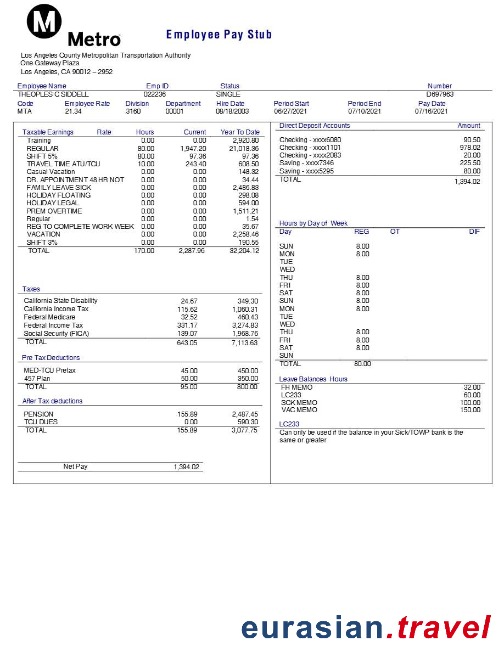 M
Metro
Employee Pay Stub
Los Angeles County Metropolitan Transportation Authority
One Gateway Plaza
Los Angeles, CA 90012 – 2952
Employee Name Emp ID Status Number
THEOPLES C SIDDELL 022236 SINGLE D697963
Code Employee Rate Division Department Hire Date Period Start Period End Pay Date
MTA 21.34 3160 00001 08/18/2003 06/27/2021 07/10/2021 07/16/2021
Taxable Earnings Rate Hours Current Year To Date
Training 0.00 0.00 2,920.80
REGULAR 80.00 1,947.20 21,018.36
SHIFT 5% 80.00 97.36 97.36
TRAVEL TIME ATU/TCU 10.00 243.40 608.50
Casual Vacation 0.00 0.00 148.82
DR. APPOINTMENT 48 HR NOT 0.00 0.00 34.44
FAMILY LEAVE SICK 0.00 0.00 2,486.83
HOLIDAY FLOATING 0.00 0.00 298.08
HOLIDAY LEGAL 0.00 0.00 594.00
PREM OVERTIME 0.00 0.00 1,511.21
Regular 0.00 0.00 1.54
REG TO COMPLETE WORK WEEK 0.00 0.00 35.67
VACATION 0.00 0.00 2,258.46
SHIFT 3% 0.00 0.00 190.55
TOTAL 170.00 2,287.96 32,204.12
Taxes
California State Disability 24.67 349.30
California Income Tax 115.62 1,060.31
Federal Medicare 32.52 460.43
Federal Income Tax 331.17 3,274.83
Social Security (FICA) 139.07 1,968.76
TOTAL 643.05 7,113.63
Pre Tax Deductions
MED-TCU Pretax 45.00 450.00
457 Plan 50.00 350.00
TOTAL 95.00 800.00
After Tax deductions
PENSION 155.89 2,487.45
TCU DUES 0.00 590.30
TOTAL 155.89 3,077.75
Net Pay 1,394.02
Direct Deposit Accounts Amount
Checking - xxxx6080 90.50
Checking - xxxx1101 978.02
Checking - xxxx2083 20.00
Saving - xxxx7346 225.50
Saving - xxxx5295 80.00
TOTAL 1,394.02
Hours by Day of Week
Day REG OT DIF
SUN 8.00
MON 8.00
TUE
WED
THU 8.00
FRI 8.00
SAT 8.00
SUN 8.00
MON 8.00
TUE
WED
THU 8.00
FRI 8.00
SAT 8.00
SUN
TOTAL 80.00
Leave Balances Hours
FH MEMO 32.00
LC233 60.00
SCK MEMO 100.00
VAC MEMO 150.00
LC233
Can only be used if the balance in your Sick/TOWP bank is the
same or greater
eurasian.travel